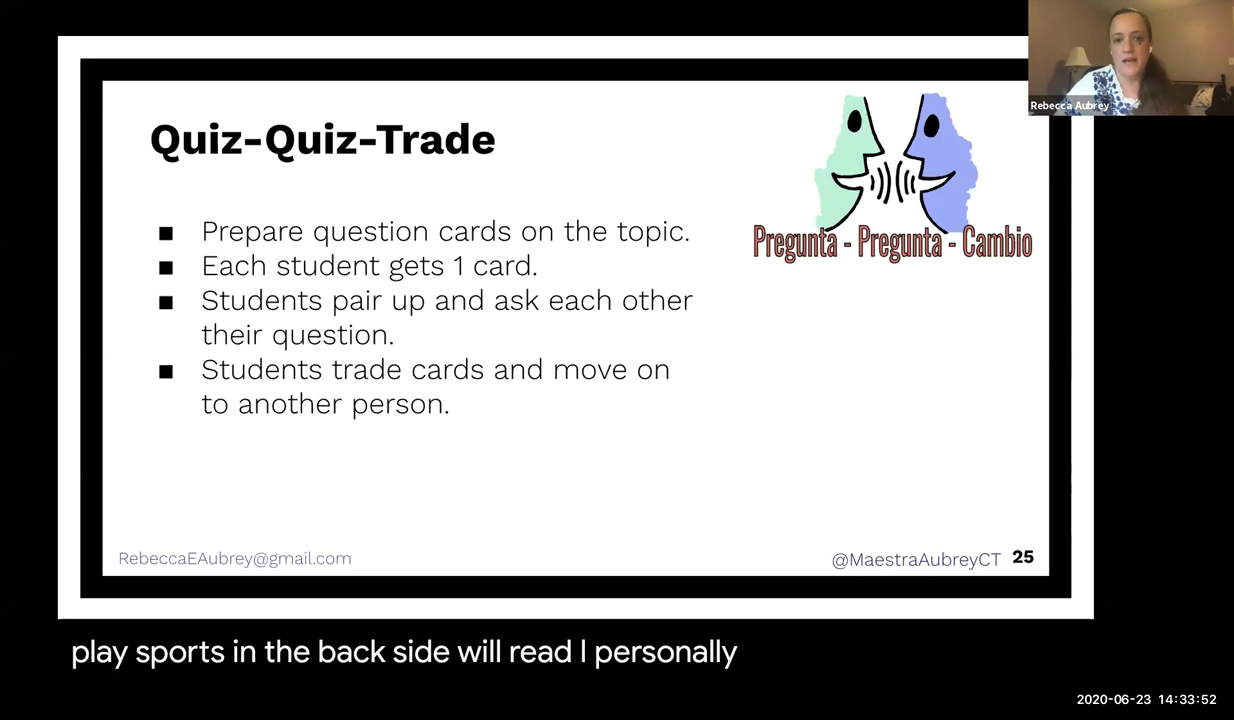 Rebecca Aubrey
Quiz-Quiz-Trade
Pregunta - Pregunta - Cambio
Prepare question cards on the topic.
Each student gets 1 card.
Students pair up and ask each other
their question.
Students trade cards and move on
to another person.
RebeccaEAubrey@gmail.com
@MaestraAubreyCT 25
play sports in the back side will read I personally
2020-06-23 14:33:52